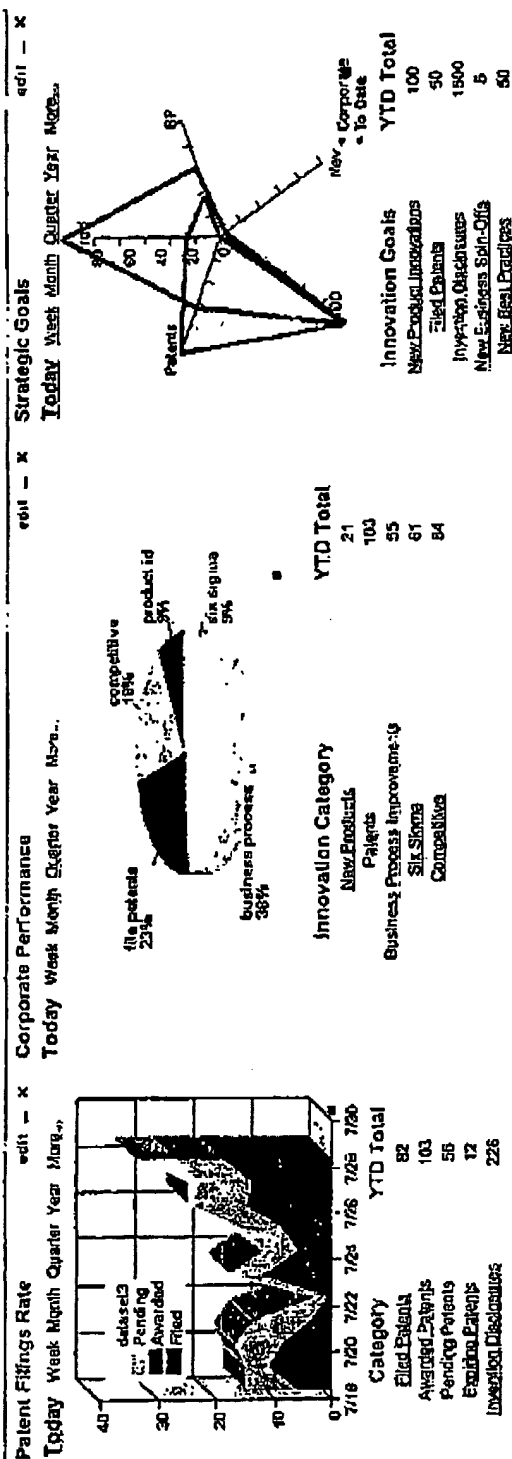 Patent Filings Rate edit – x
Today Week Month Quarter Year More...
40
30
20
10
0
dataset3
Pending
Awarded
Filed
7/18 7/20 7/22 7/24 7/26 7/28 7/30
Category YTD Total
Filed Patents 82
Awarded Patents 103
Pending Patents 56
Expiring Patents 12
Invention Disclosures 226
Corporate Performance edit – x
Today Week Month Quarter Year More...
file patents
23%
competitive
18%
product id
9%
six sigma
9%
business process
36%
Innovation Category YTD Total
New Products 21
Patents 103
Business Process Improvements 55
Six Sigma 61
Competitive 84
Strategic Goals edit – x
Today Week Month Quarter Year More...
80
60
40
Patents
BP
New
Corporate
To Date
Innovation Goals YTD Total
New Product Innovations 100
Filed Patents 50
Invention Disclosures 1500
New Business Spin-Offs 5
New Best Practices 50